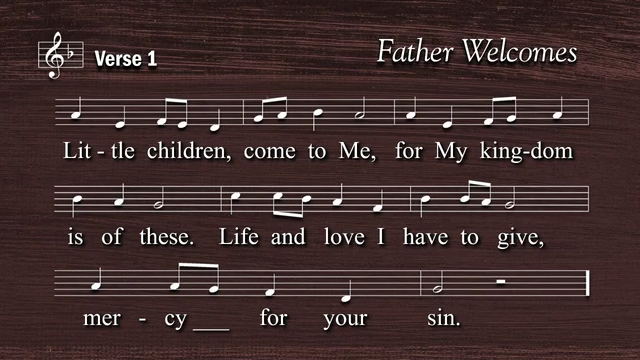 Verse 1
Father Welcomes
Lit - tle children, come to Me, for My king-dom
is of these. Life and love I have to give,
mer - cy ___ for your sin.